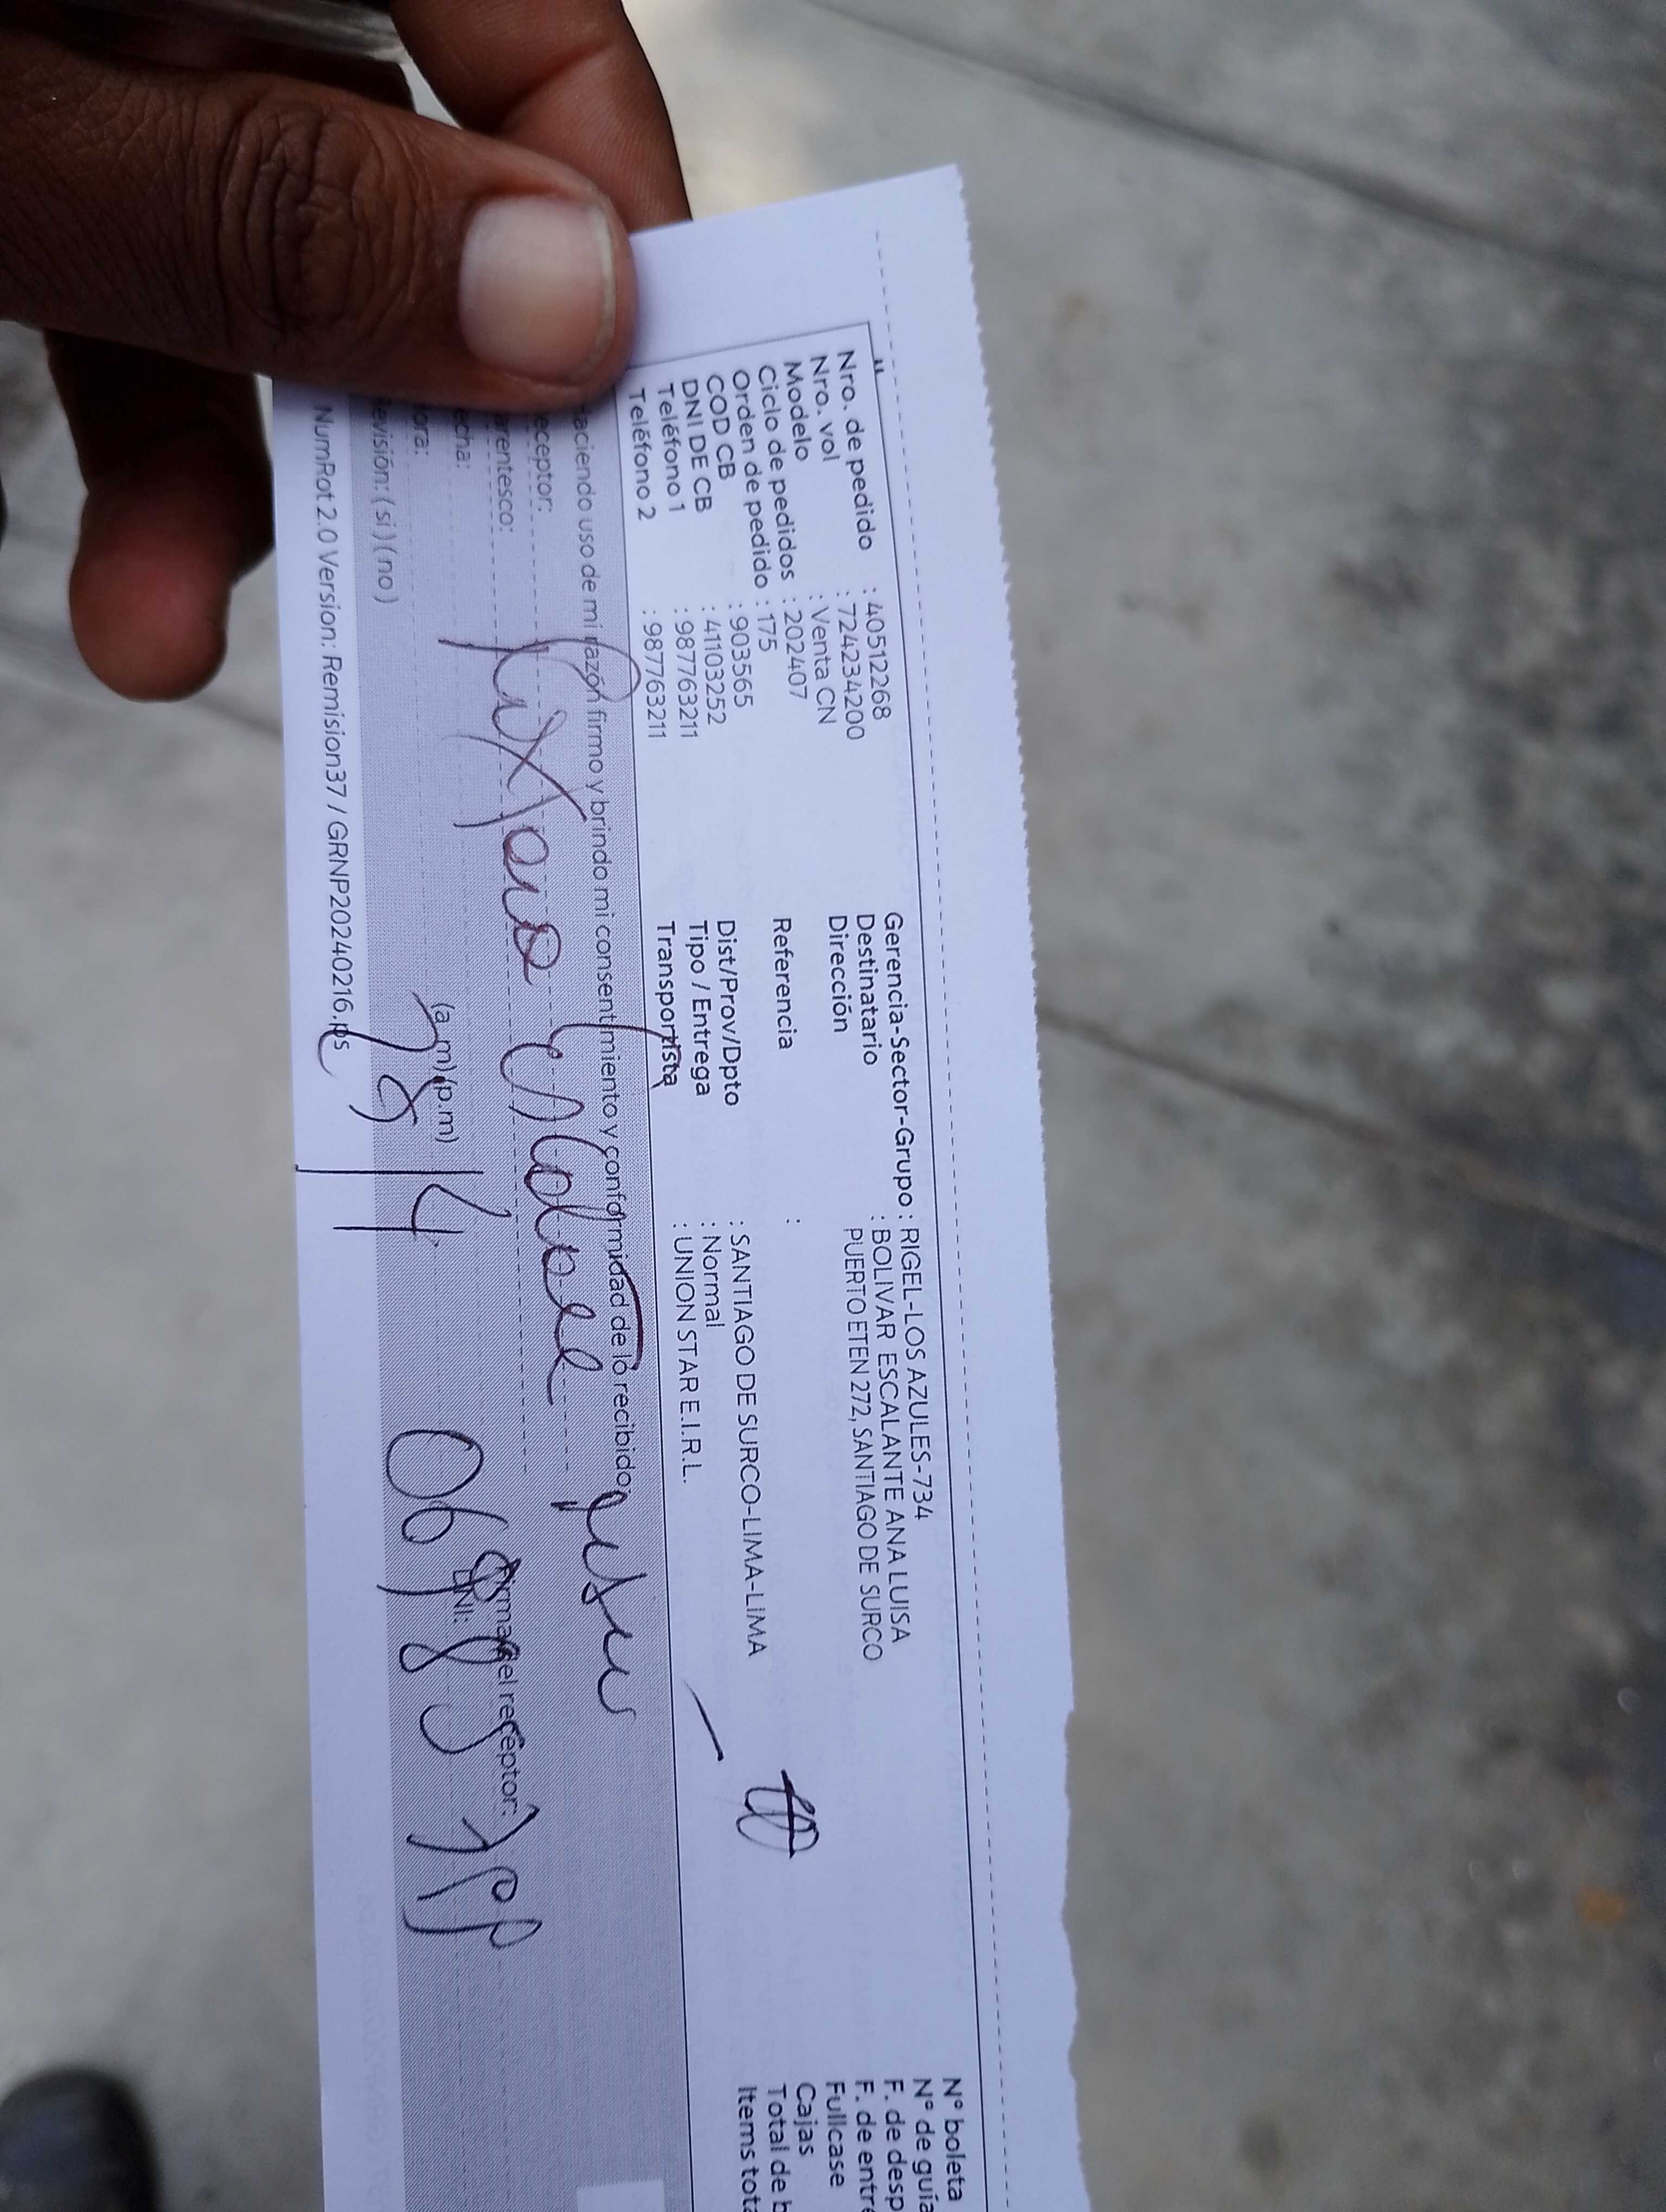 Nro. de pedido : 40512268
Nro. vol : 724234200
Modelo : Venta CN
Ciclo de pedidos : 202407
Orden de pedido : 175
COD CB : 903565
DNI DE CB : 41103252
Teléfono 1 : 987763211
Teléfono 2 : 987763211
Gerencia-Sector-Grupo : RIGEL-LOS AZULES-734
Destinatario : BOLIVAR ESCALANTE ANA LUISA
Dirección PUERTO ETEN 272, SANTIAGO DE SURCO
Referencia :
Dist/Prov/Dpto : SANTIAGO DE SURCO-LIMA-LIMA
Tipo / Entrega : Normal
Transportista : UNION STAR E.I.R.L.
N° boleta
N° de guía
F. de desp
F. de entre
Fullcase
Cajas
Total de b
Items tota
aciendo uso de mi razón firmo y brindo mi consentimiento y conformidad de lo recibido
eceptor:
arentesco:
echa:
ora: (a.m)(p.m)
Firma del receptor:
DNI:
evisión: (si) (no)
NumRot 2.0 Version: Remision37 / GRNP20240216.ps